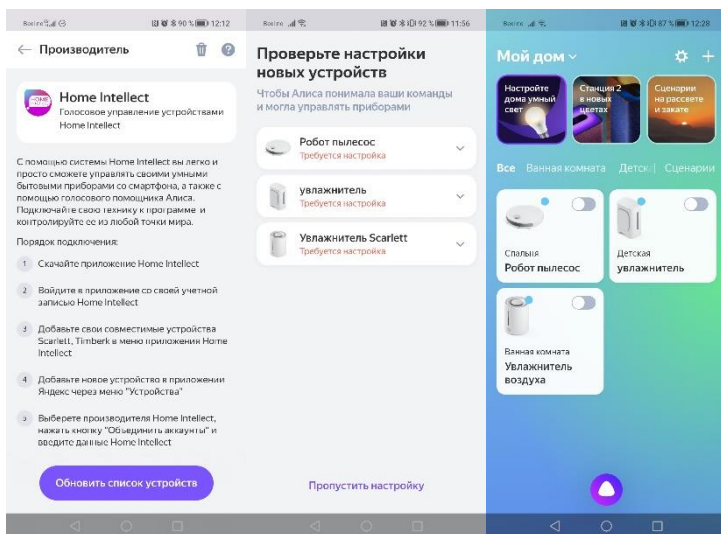 90 % 12:12
Производитель
Home Intellect
Голосовое управление устройствами
Home Intellect
С помощью системы Home Intellect вы легко и
просто сможете управлять своими умными
бытовыми приборами со смартфона, а также с
помощью голосового помощника Алиса.
Подключайте свою технику к программе и
контролируйте ее из любой точки мира.
Порядок подключения:
1 Скачайте приложение Home Intellect
2 Войдите в приложение со своей учетной
записью Home Intellect
3 Добавьте свои совместимые устройства
Scarlett, Timberk в меню приложения Home
Intellect
4 Добавьте новое устройство в приложении
Яндекс через меню "Устройства"
5 Выберете производителя Home Intellect,
нажать кнопку "Объединить аккаунты" и
введите данные Home Intellect
Обновить список устройств
92 % 11:56
Проверьте настройки
новых устройств
Чтобы Алиса понимала ваши команды
и могла управлять приборами
Робот пылесос
Требуется настройка
увлажнитель
Требуется настройка
Увлажнитель Scarlett
Требуется настройка
Пропустить настройку
87 % 12:28
Мой дом
Настройте
дома умный
свет
Станция 2
в новых
цветах
Сценарии
на рассвете
и закате
Все Ванная комната Детск Сценарии
Спальня
Робот пылесос
Детская
увлажнитель
Ванная комната
Увлажнитель
воздуха